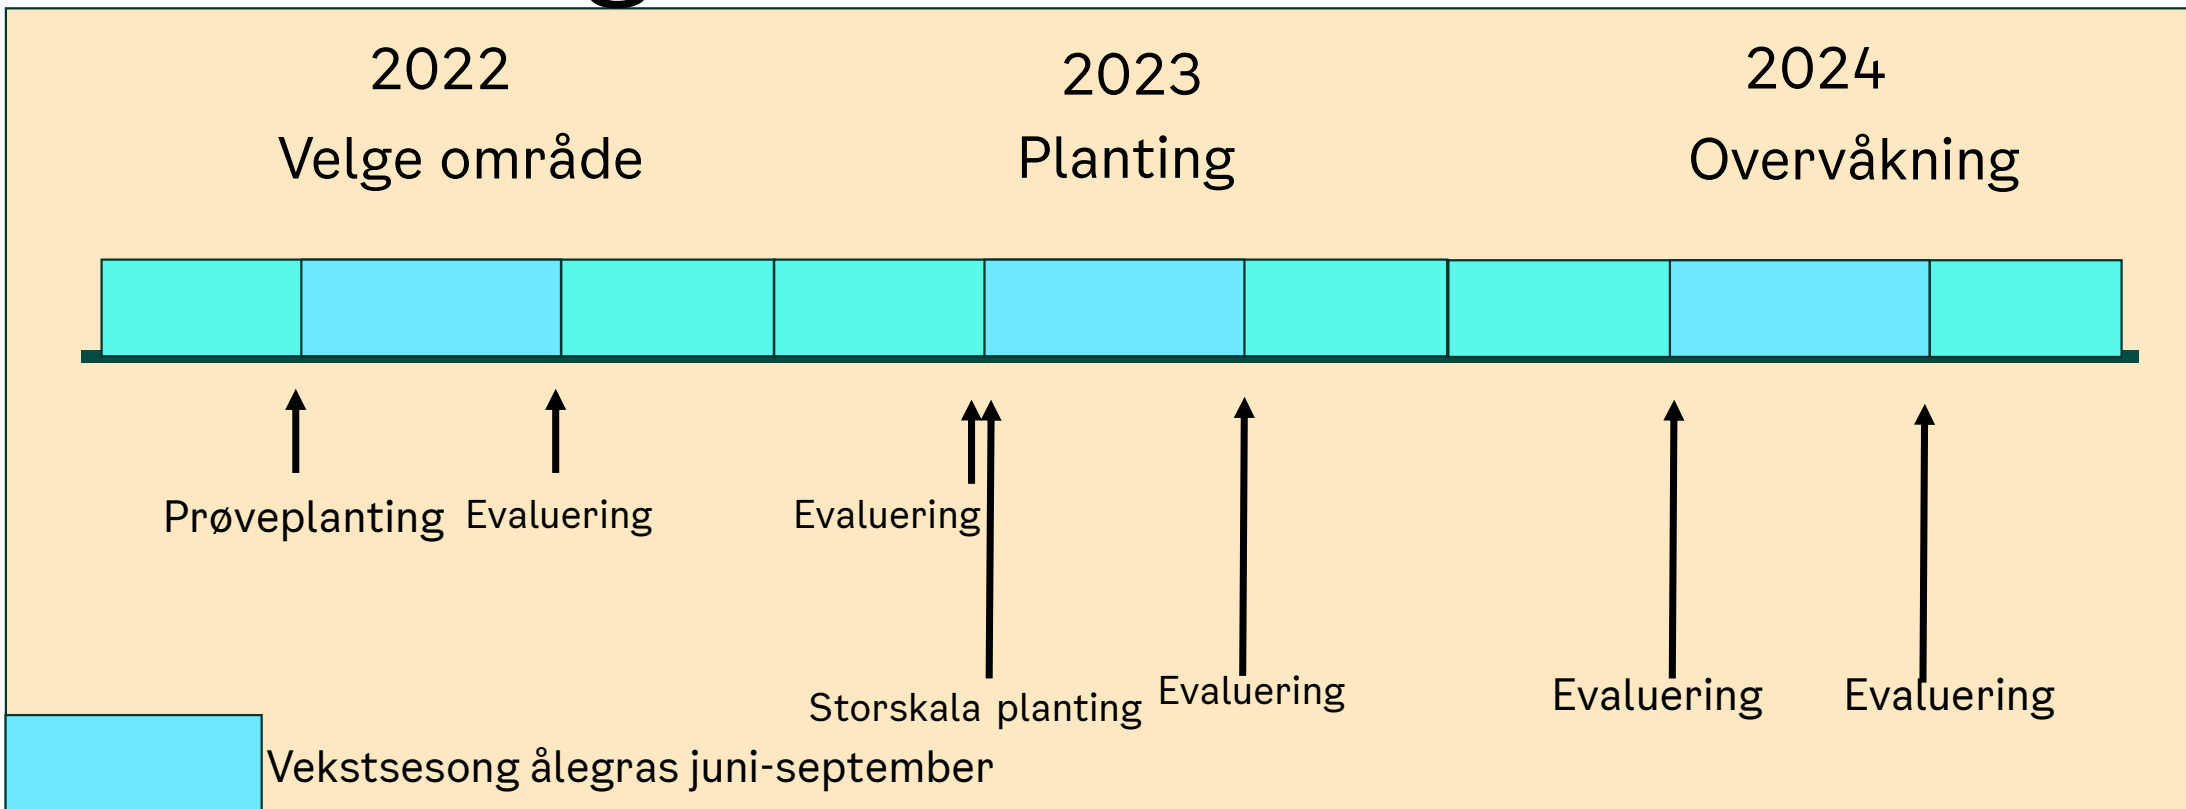 2022
Velge område
2023
Planting
2024
Overvåkning
Prøveplanting
Evaluering
Evaluering
Storskala planting
Evaluering
Evaluering
Evaluering
Vekstsesong ålegras juni-september